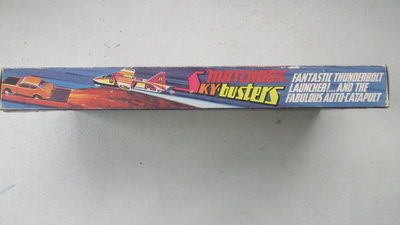 MATCHBOX
SKY-busters
FANTASTIC THUNDERBOLT
LAUNCHER!...AND THE
FABULOUS AUTO-CATAPULT